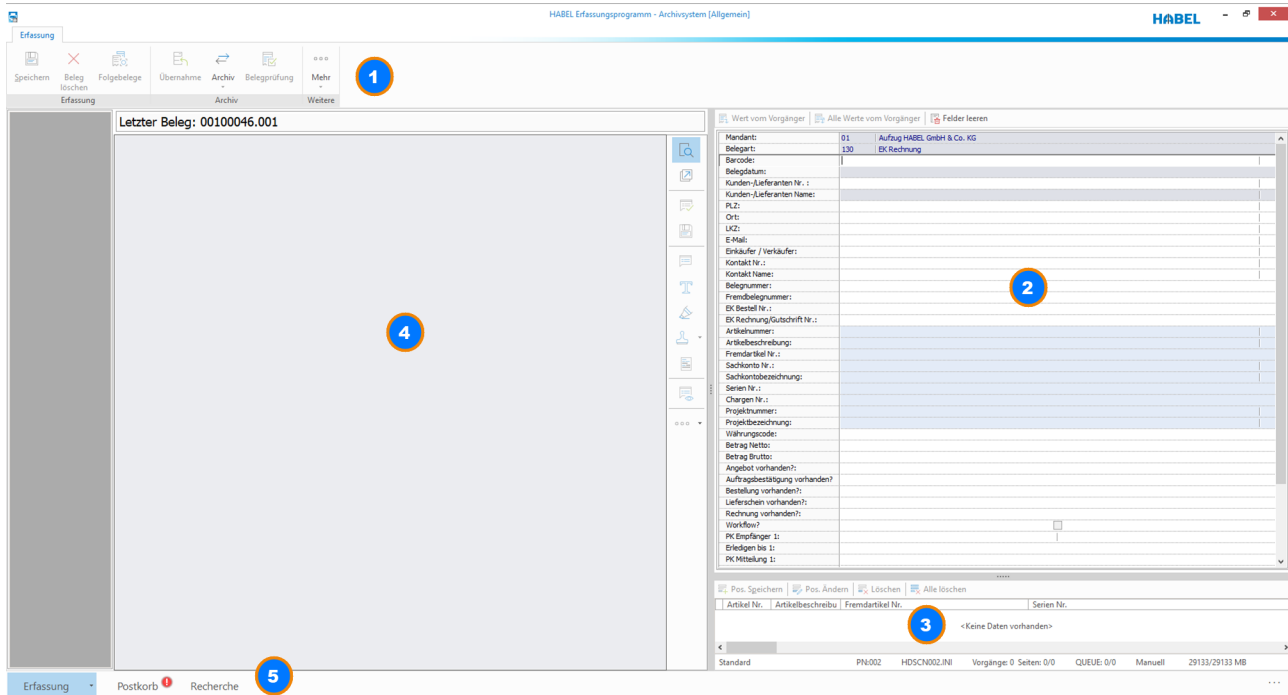 HABEL Erfassungsprogramm - Archivsystem [Allgemein]
HABEL
Erfassung
Speichern
Beleg löschen
Folgebelege
Übernahme
Archiv
Belegprüfung
Mehr
Erfassung
Archiv
Weitere
1
Letzter Beleg: 00100046.001
4
Wert vom Vorgänger
Alle Werte vom Vorgänger
Felder leeren
Mandant: 01 Aufzug HABEL GmbH & Co. KG
Belegart: 130 EK Rechnung
Barcode:
Belegdatum:
Kunden-/Lieferanten Nr. :
Kunden-/Lieferanten Name:
PLZ:
Ort:
LKZ:
E-Mail:
Einkäufer / Verkäufer:
Kontakt Nr.:
Kontakt Name:
Belegnummer:
2
Fremdbelegnummer:
EK Bestell Nr.:
EK Rechnung/Gutschrift Nr.:
Artikelnummer:
Artikelbeschreibung:
Fremdartikel Nr.:
Sachkonto Nr.:
Sachkontobezeichnung:
Serien Nr.:
Chargen Nr.:
Projektnummer:
Projektbezeichnung:
Währungscode:
Betrag Netto:
Betrag Brutto:
Angebot vorhanden?:
Auftragsbestätigung vorhanden?
Bestellung vorhanden?:
Lieferschein vorhanden?:
Rechnung vorhanden?:
Workflow?
PK Empfänger 1:
Erledigen bis 1:
PK Mitteilung 1:
Pos. Speichern
Pos. Ändern
Löschen
Alle löschen
Artikel Nr.
Artikelbeschreibu
Fremdartikel Nr.
Serien Nr.
3
<Keine Daten vorhanden>
Standard
PN:002
HDSCN002.INI
Vorgänge: 0 Seiten: 0/0
QUEUE: 0/0
Manuell
29133/29133 MB
Erfassung
Postkorb
Recherche
5